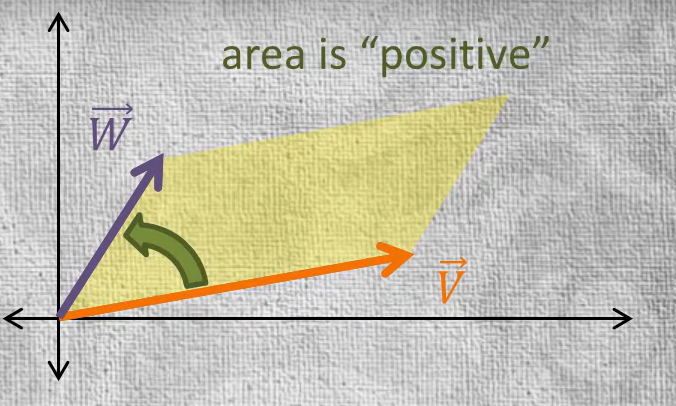 area is “positive”
W⃗
V⃗